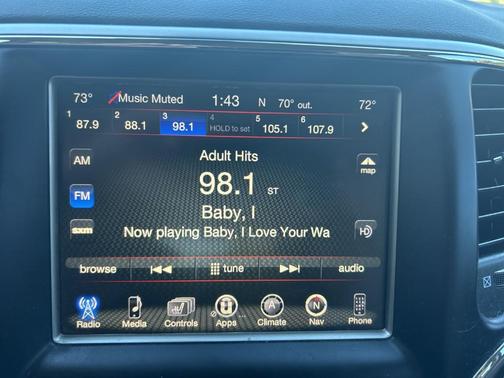 73° Music Muted 1:43 N 70° out. 72°
1 87.9 2 88.1 3 98.1 4 HOLD to set 5 105.1 6 107.9
Adult Hits
AM
map
98.1 ST
FM
Baby, I
sxm Now playing Baby, I Love Your Wa HD
browse tune audio
A N
Radio Media Controls Apps ... Climate Nav Phone